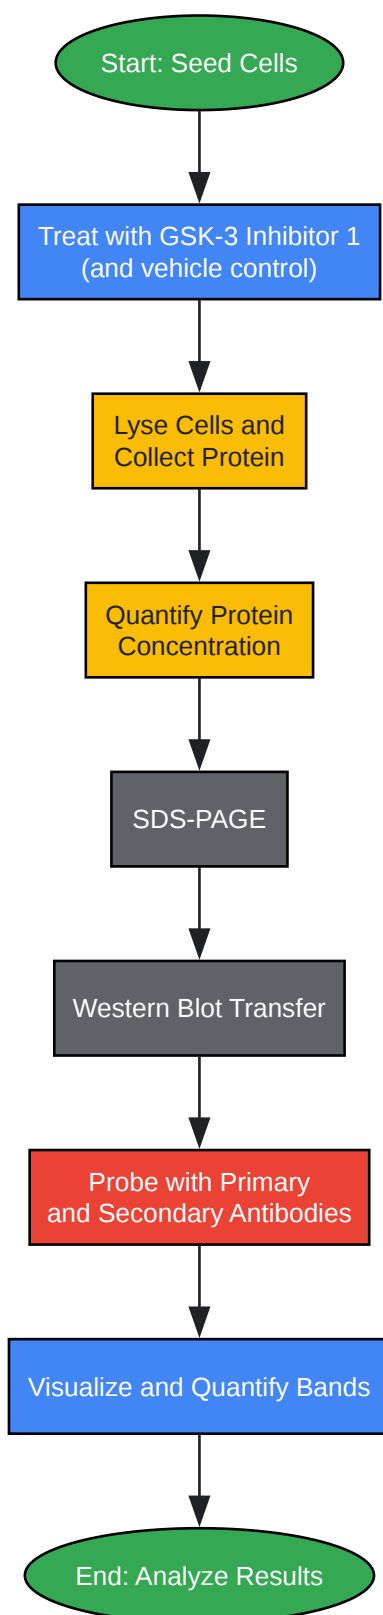 Start: Seed Cells
Treat with GSK-3 Inhibitor 1
(and vehicle control)
Lyse Cells and
Collect Protein
Quantify Protein
Concentration
SDS-PAGE
Western Blot Transfer
Probe with Primary
and Secondary Antibodies
Visualize and Quantify Bands
End: Analyze Results